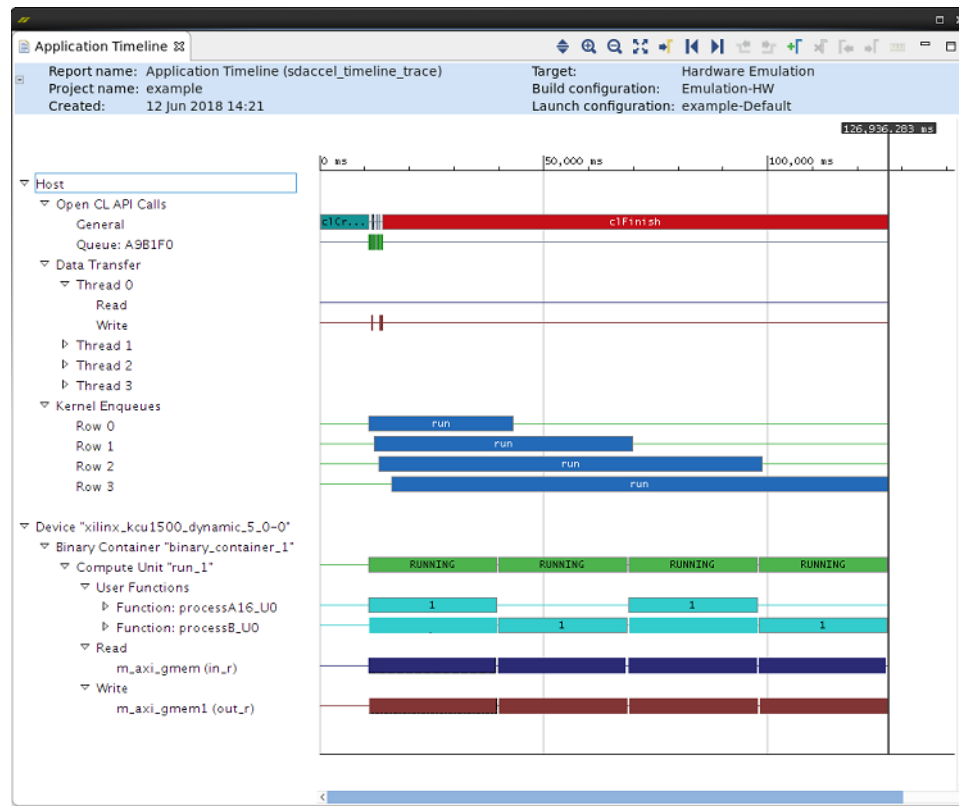 Application Timeline
Report name: Application Timeline (sdaccel_timeline_trace) Target: Hardware Emulation
Project name: example Build configuration: Emulation-HW
Created: 12 Jun 2018 14:21 Launch configuration: example-Default
126,936.283 ms
0 ms 50,000 ms 100,000 ms
Host
Open CL API Calls
General clCr... clFinish
Queue: A9B1F0
Data Transfer
Thread 0
Read
Write
Thread 1
Thread 2
Thread 3
Kernel Enqueues
Row 0 run
Row 1 run
Row 2 run
Row 3 run
Device "xilinx_kcu1500_dynamic_5_0-0"
Binary Container "binary_container_1"
Compute Unit "run_1" RUNNING RUNNING RUNNING RUNNING
User Functions
Function: processA16_U0 1 1
Function: processB_U0 1 1
Read
m_axi_gmem (in_r)
Write
m_axi_gmem1 (out_r)